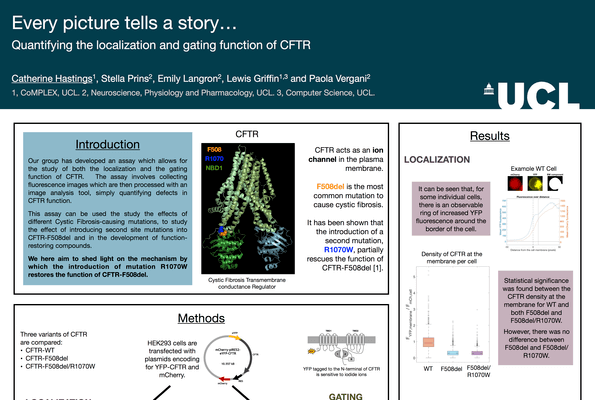 Every picture tells a story…
Quantifying the localization and gating function of CFTR
Catherine Hastings1, Stella Prins2, Emily Langron2, Lewis Griffin1,3 and Paola Vergani2
1, CoMPLEX, UCL. 2, Neuroscience, Physiology and Pharmacology, UCL. 3, Computer Science, UCL.
UCL
Introduction
Our group has developed an assay which allows for
the study of both the localization and the gating
function of CFTR. The assay involves collecting
fluorescence images which are then processed with an
image analysis tool, simply quantifying defects in
CFTR function.
This assay can be used the study the effects of
different Cystic Fibrosis-causing mutations, to study
the effect of introducing second site mutations into
CFTR-F508del and in the development of function-
restoring compounds.
We here aim to shed light on the mechanism by
which the introduction of mutation R1070W
restores the function of CFTR-F508del.
CFTR
F508
R1070
NBD1
Cystic Fibrosis Transmembrane
conductance Regulator
CFTR acts as an ion
channel in the plasma
membrane.
F508del is the most
common mutation to
cause cystic fibrosis.
It has been shown that
the introduction of a
second mutation,
R1070W, partially
rescues the function of
CFTR-F508del [1].
Methods
Three variants of CFTR
are compared:
• CFTR-WT
• CFTR-F508del
• CFTR-F508del/R1070W
HEK293 cells are
transfected with
plasmids encoding
for YFP-CFTR and
mCherry.
YFP tagged to the N-terminal of CFTR
is sensitive to iodide ions
GATING
Results
LOCALIZATION
It can be seen that, for
some individual cells,
there is an observable
ring of increased YFP
fluorescence around the
border of the cell.
Example WT Cell
Density of CFTR at the
membrane per cell
WT
F508del
F508del/
R1070W
Statistical significance
was found between the
CFTR density at the
membrane for WT and
both F508del and
F508del/R1070W.
However, there was no
difference between
F508del and F508del/
R1070W.